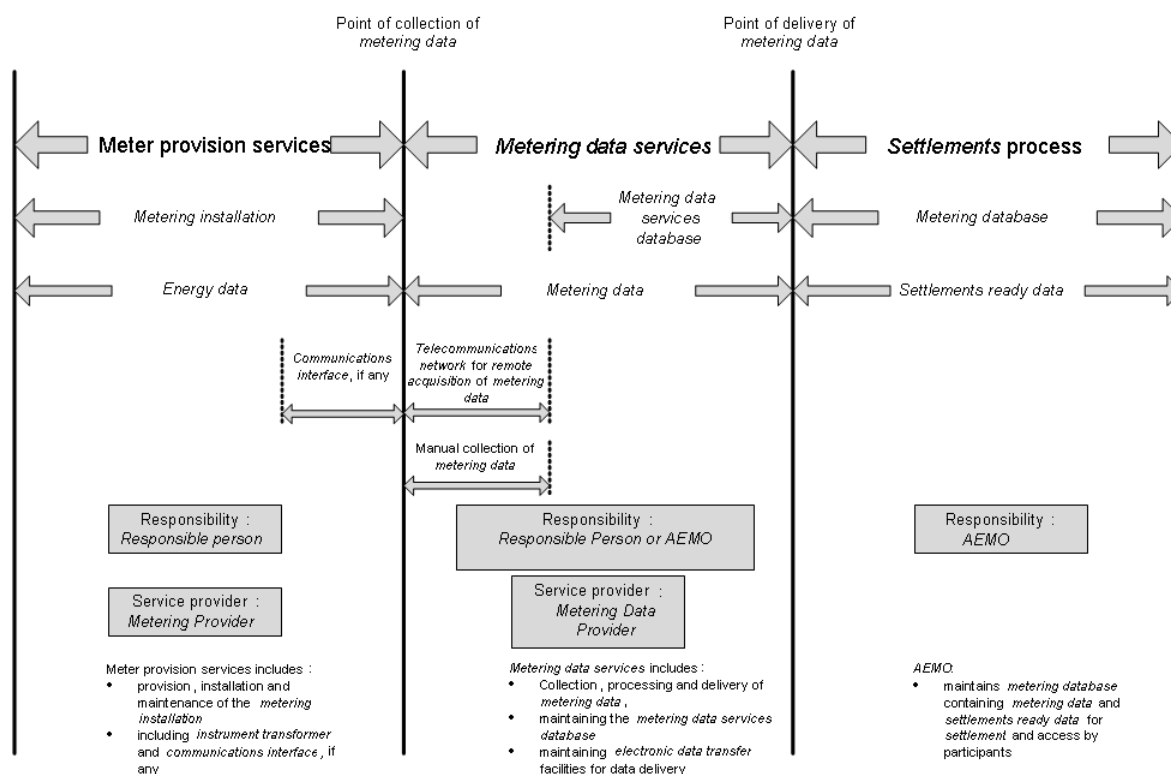 Point of collection of
metering data
Point of delivery of
metering data
Meter provision services
Metering data services
Settlements process
Metering installation
Metering data
services
database
Metering database
Energy data
Metering data
Settlements ready data
Communications
interface, if any
Telecommunications
network for remote
acquisition of metering
data
Manual collection of
metering data
Responsibility :
Responsible person
Responsibility :
Responsible Person or AEMO
Responsibility :
AEMO
Service provider :
Metering Provider
Service provider :
Metering Data
Provider
Meter provision services includes :
• provision, installation and
maintenance of the metering
installation
• including instrument transformer
and communications interface, if
any
Metering data services includes :
• Collection, processing and delivery of
metering data,
• maintaining the metering data services
database
• maintaining electronic data transfer
facilities for data delivery
AEMO:
• maintains metering database
containing metering data and
settlements ready data for
settlement and access by
participants